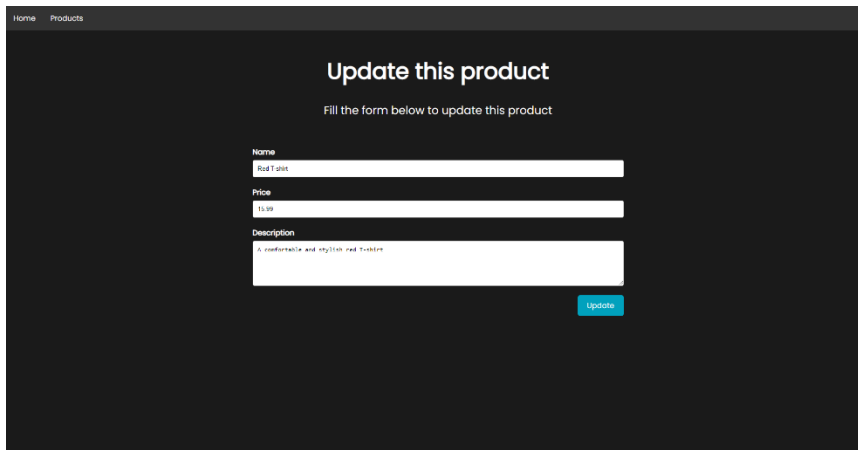 Home Products
Update this product
Fill the form below to update this product
Name
Red T-shirt
Price
15.99
Description
A comfortable and stylish red T-shirt
Update